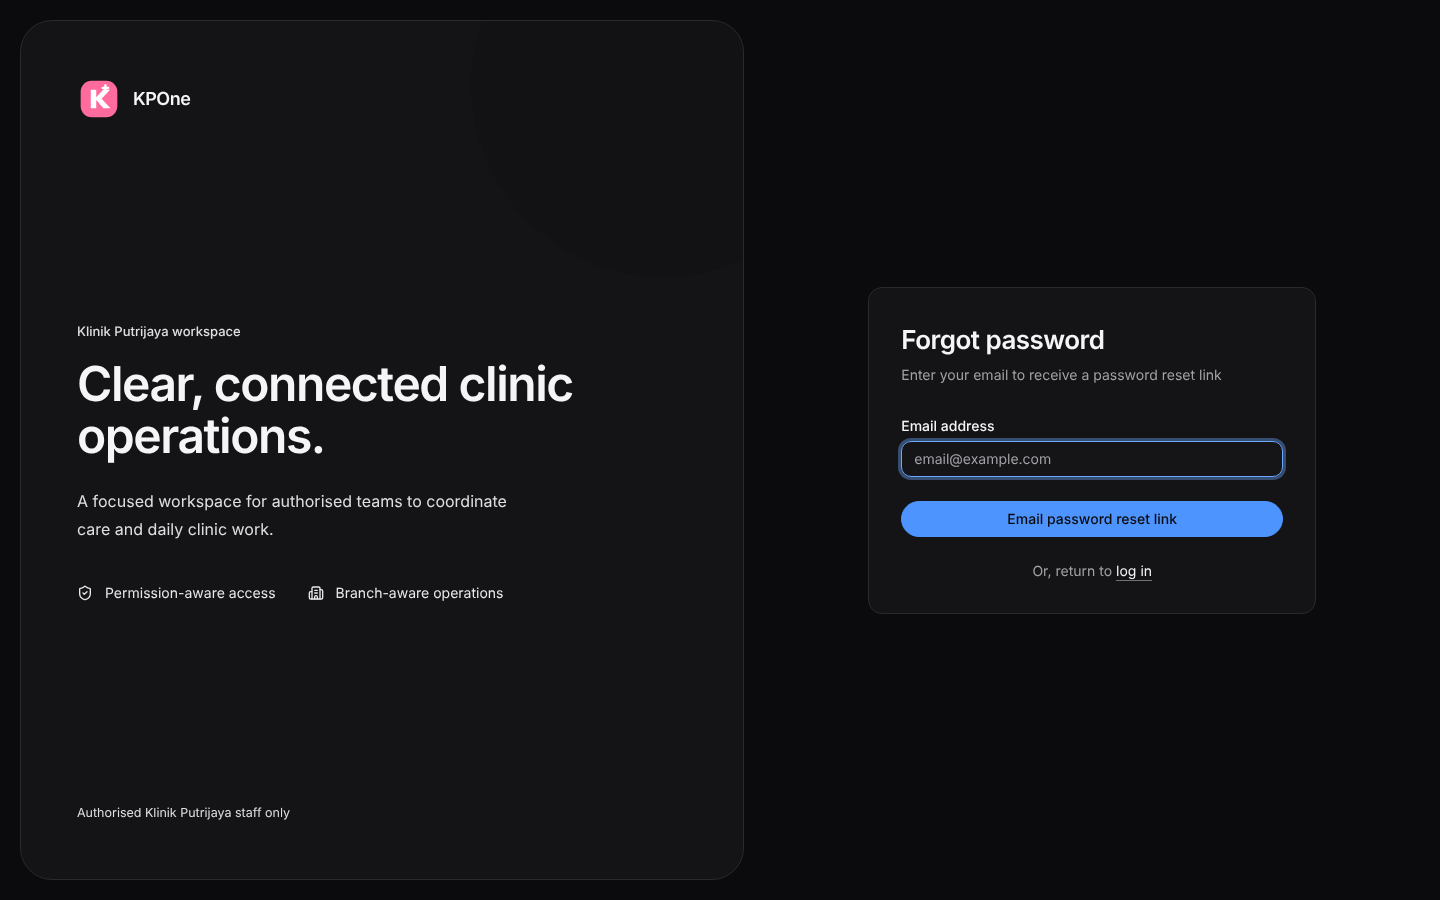 KPOne
Klinik Putrijaya workspace
Clear, connected clinic
operations.
A focused workspace for authorised teams to coordinate
care and daily clinic work.
Permission-aware access
Branch-aware operations
Authorised Klinik Putrijaya staff only
Forgot password
Enter your email to receive a password reset link
Email address
email@example.com
Email password reset link
Or, return to log in